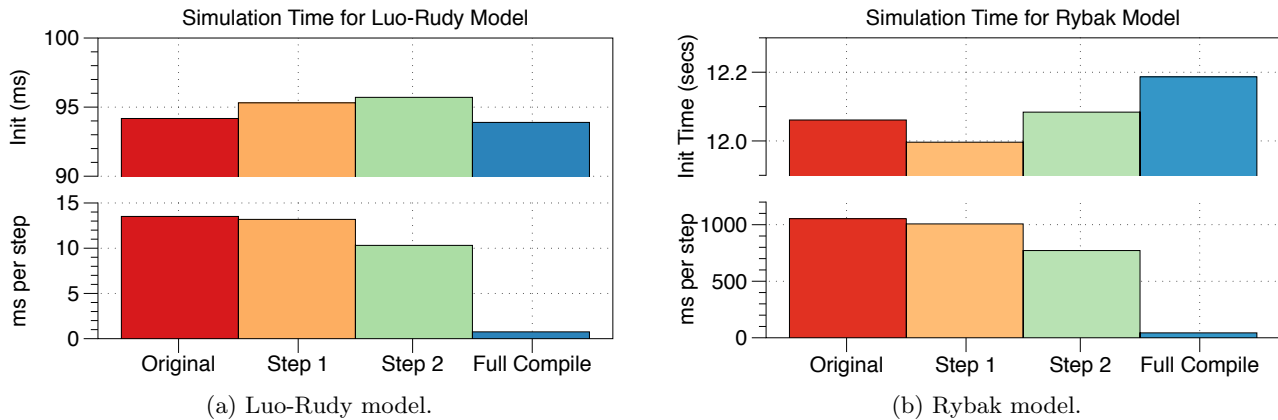 Simulation Time for Luo-Rudy Model
Init (ms)
100
95
90
ms per step
15
10
5
0
Original Step 1 Step 2 Full Compile
(a) Luo-Rudy model.
Simulation Time for Rybak Model
Init Time (secs)
12.2
12.0
ms per step
1000
500
0
Original Step 1 Step 2 Full Compile
(b) Rybak model.